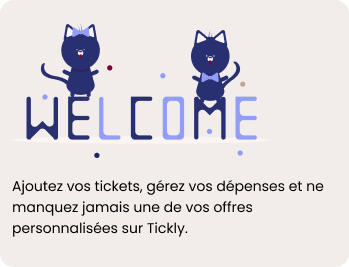 WELCOME
Ajoutez vos tickets, gérez vos dépenses et ne
manquez jamais une de vos offres
personnalisées sur Tickly.